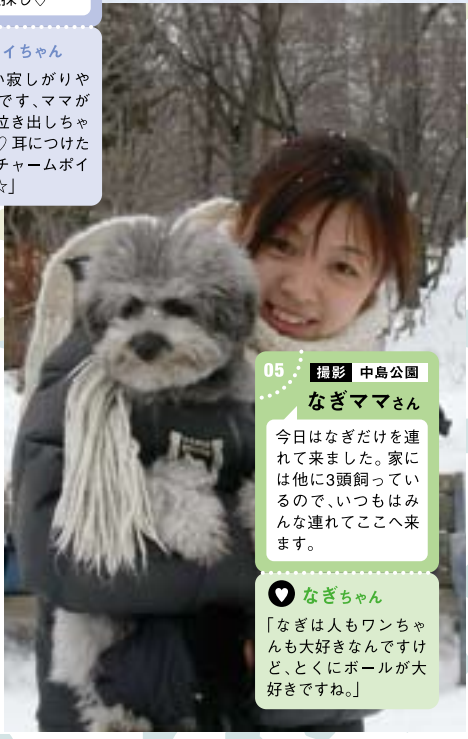 イちゃん
い寂しがりや
です、ママが
泣き出しちゃ
♡ 耳につけた
チャームポイ
☆」
05
撮影 中島公園
なぎママさん
今日はなぎだけを連
れて来ました。家に
は他に3頭飼ってい
るので、いつもはみ
んな連れてここへ来
ます。
なぎちゃん
「なぎは人もワンちゃ
んも大好きなんですけ
ど、とくにボールが大
好きですね。」